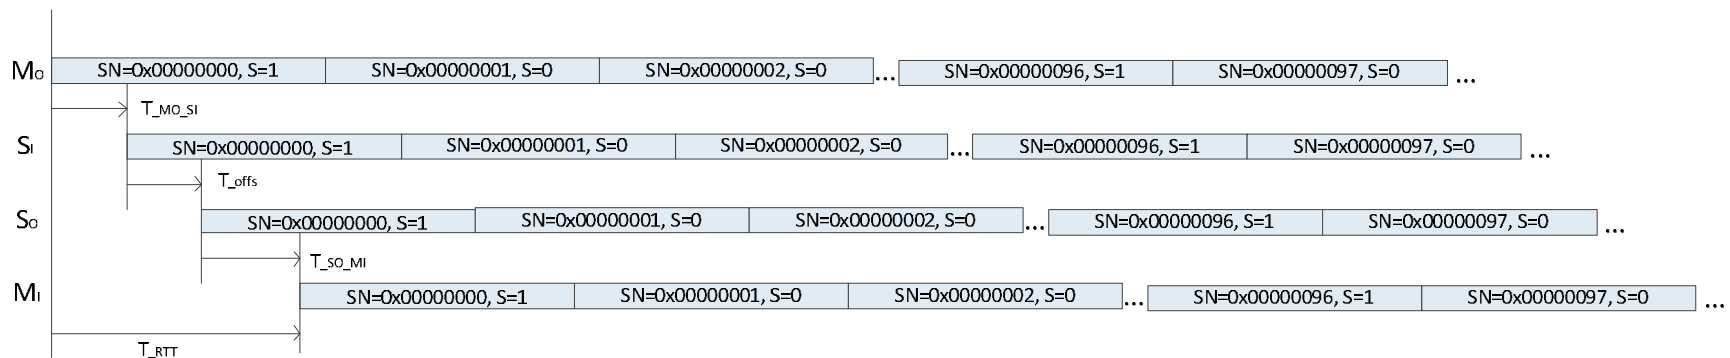 MO SN=0x00000000, S=1 SN=0x00000001, S=0 SN=0x00000002, S=0 ... SN=0x00000096, S=1 SN=0x00000097, S=0 ...
T_MO_SI
SI SN=0x00000000, S=1 SN=0x00000001, S=0 SN=0x00000002, S=0 ... SN=0x00000096, S=1 SN=0x00000097, S=0 ...
T_offs
SO SN=0x00000000, S=1 SN=0x00000001, S=0 SN=0x00000002, S=0 ... SN=0x00000096, S=1 SN=0x00000097, S=0 ...
T_SO_MI
MI SN=0x00000000, S=1 SN=0x00000001, S=0 SN=0x00000002, S=0 ... SN=0x00000096, S=1 SN=0x00000097, S=0 ...
T_RTT